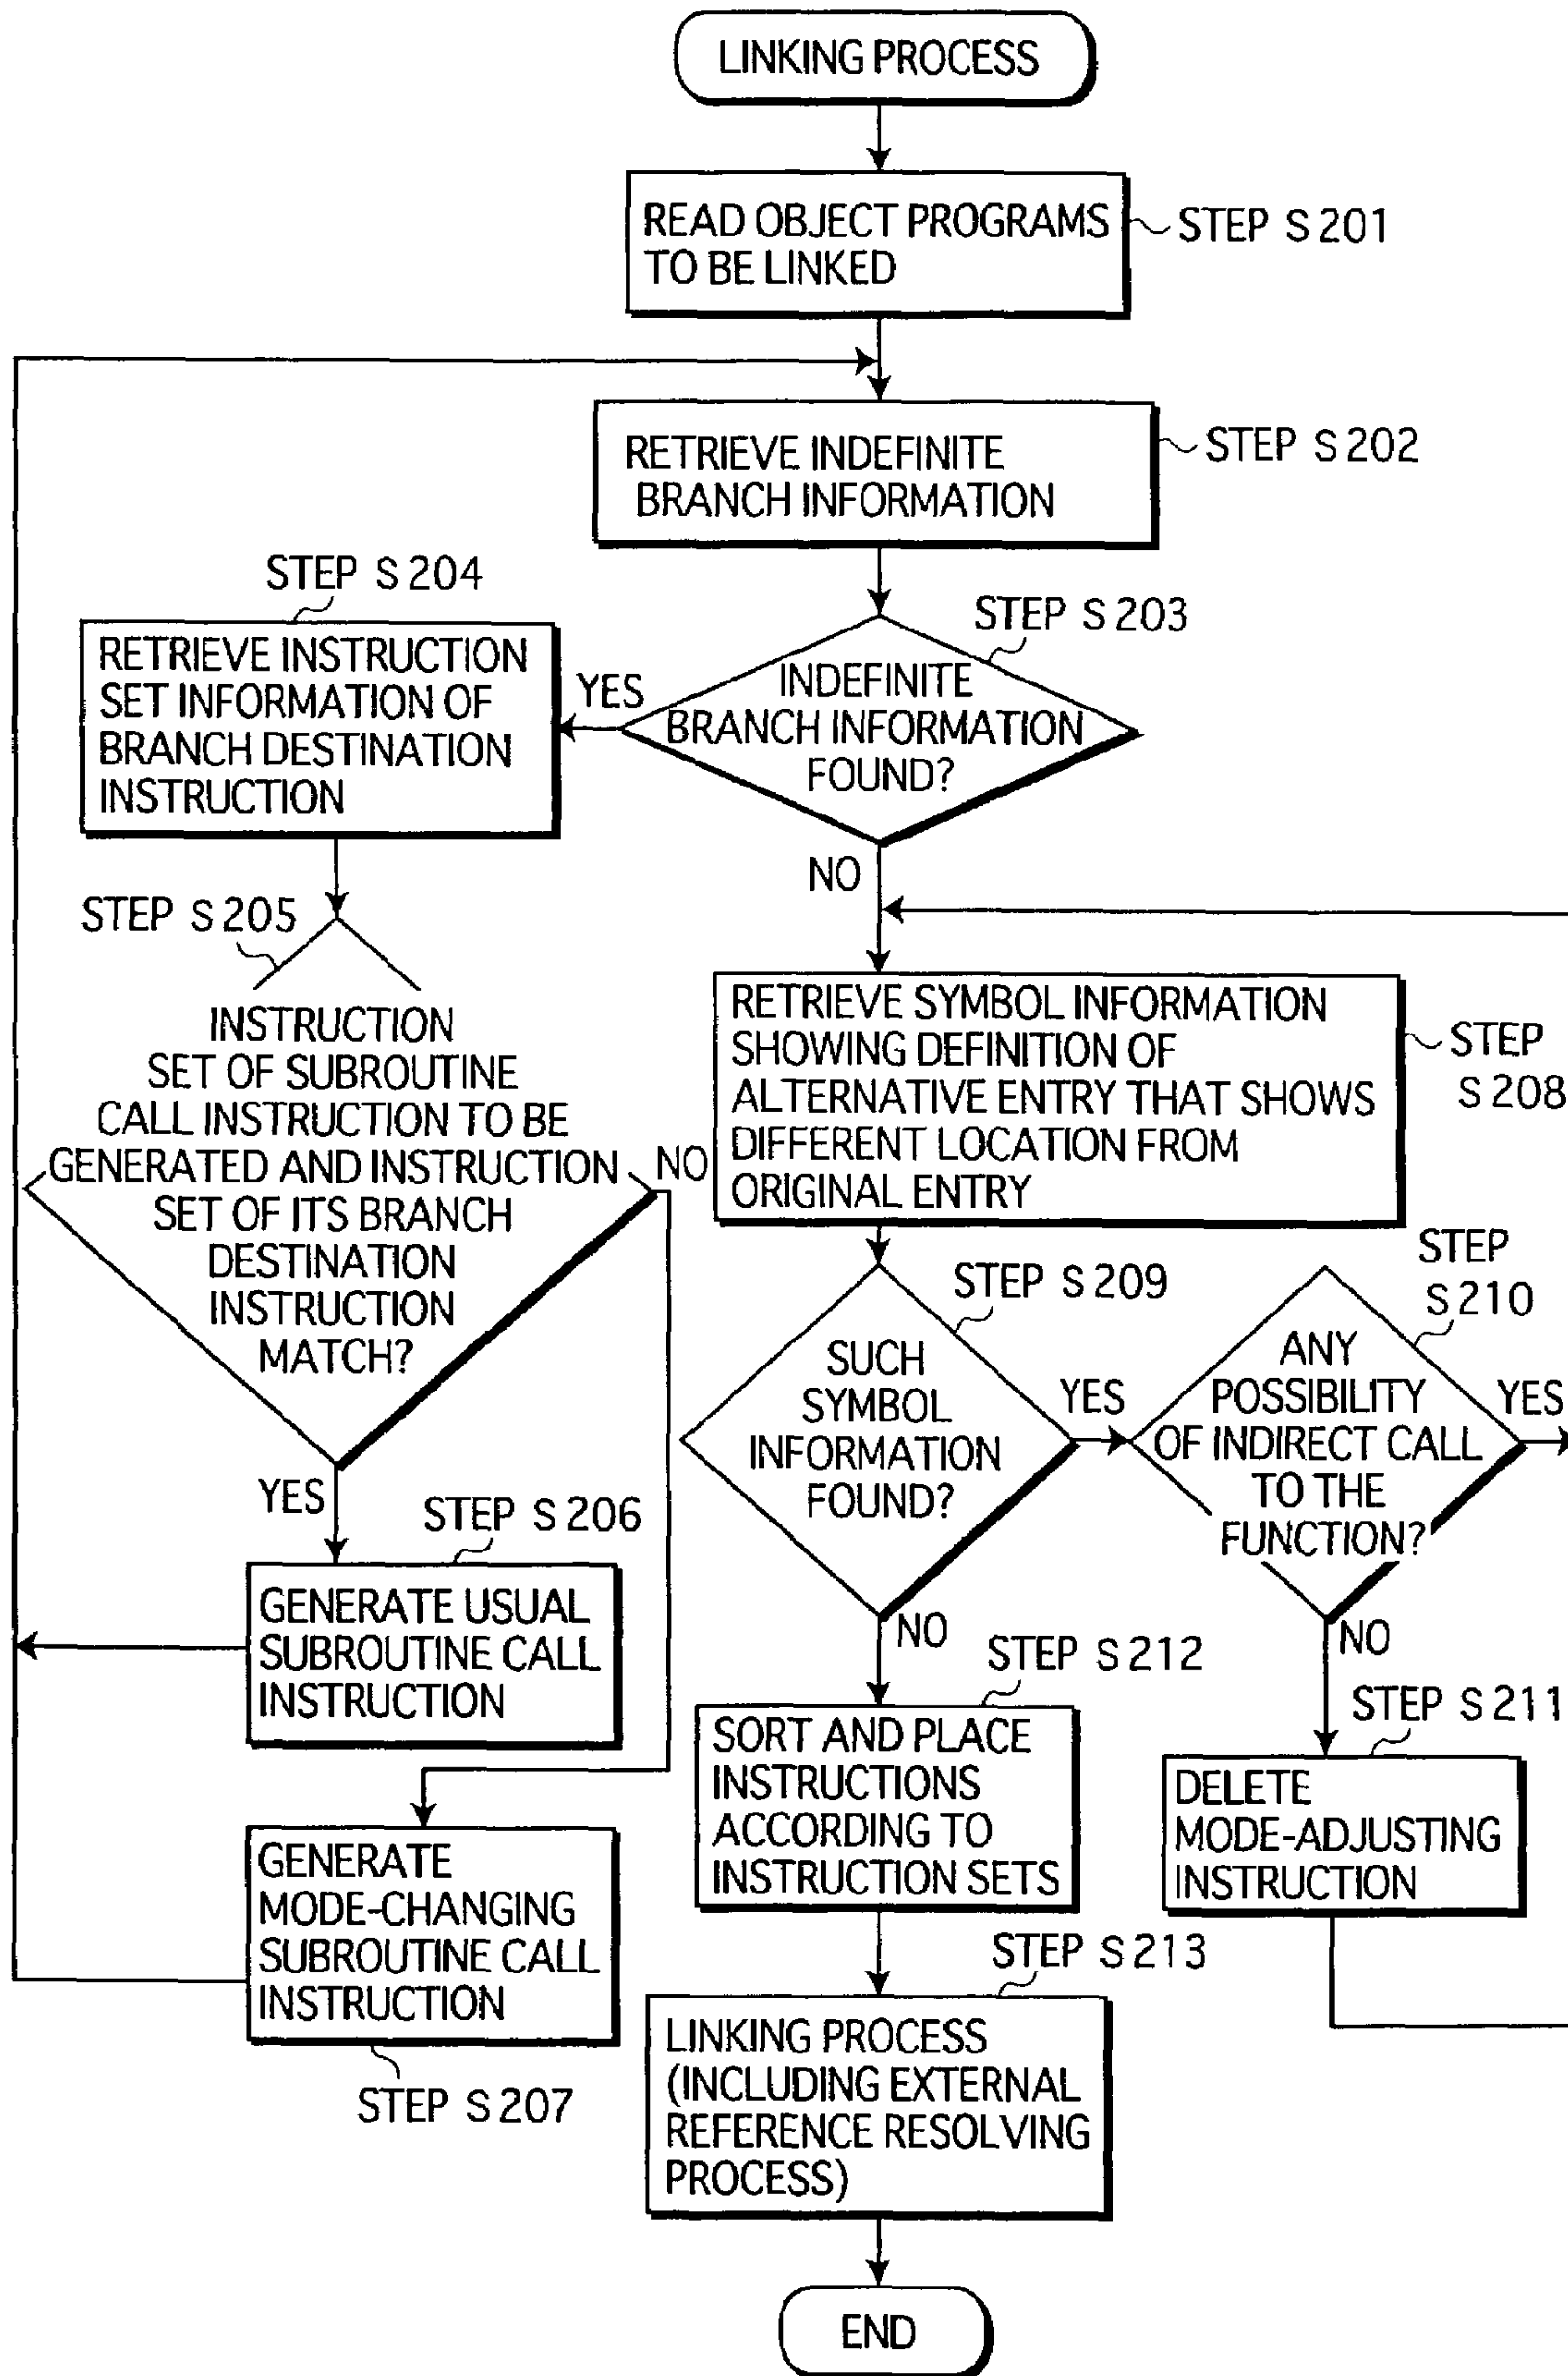 LINKING PROCESS
READ OBJECT PROGRAMS
TO BE LINKED
STEP S201
RETRIEVE INDEFINITE
BRANCH INFORMATION
STEP S202
STEP S203
INDEFINITE
BRANCH INFORMATION
FOUND?
YES
NO
STEP S204
RETRIEVE INSTRUCTION
SET INFORMATION OF
BRANCH DESTINATION
INSTRUCTION
STEP S205
INSTRUCTION
SET OF SUBROUTINE
CALL INSTRUCTION TO BE
GENERATED AND INSTRUCTION
SET OF ITS BRANCH
DESTINATION
INSTRUCTION
MATCH?
NO
YES
STEP S206
GENERATE USUAL
SUBROUTINE CALL
INSTRUCTION
GENERATE
MODE-CHANGING
SUBROUTINE CALL
INSTRUCTION
STEP S207
RETRIEVE SYMBOL INFORMATION
SHOWING DEFINITION OF
ALTERNATIVE ENTRY THAT SHOWS
DIFFERENT LOCATION FROM
ORIGINAL ENTRY
STEP
S208
STEP S209
SUCH
SYMBOL
INFORMATION
FOUND?
YES
NO
STEP
S210
ANY
POSSIBILITY
OF INDIRECT CALL
TO THE
FUNCTION?
YES
NO
STEP S211
DELETE
MODE-ADJUSTING
INSTRUCTION
STEP S212
SORT AND PLACE
INSTRUCTIONS
ACCORDING TO
INSTRUCTION SETS
STEP S213
LINKING PROCESS
(INCLUDING EXTERNAL
REFERENCE RESOLVING
PROCESS)
END